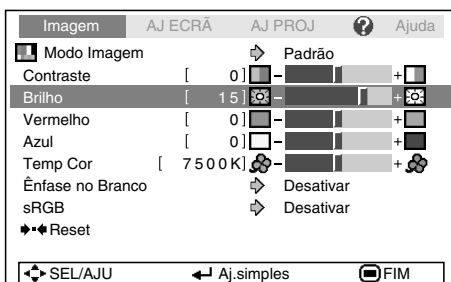 Imagem AJ ECRÃ AJ PROJ ? Ajuda
Modo Imagem Padrão
Contraste [ 0] - +
Brilho [ 15] - +
Vermelho [ 0] - +
Azul [ 0] - +
Temp Cor [ 7500K] - +
Ênfase no Branco Desativar
sRGB Desativar
Reset
SEL/AJU Aj.simples FIM